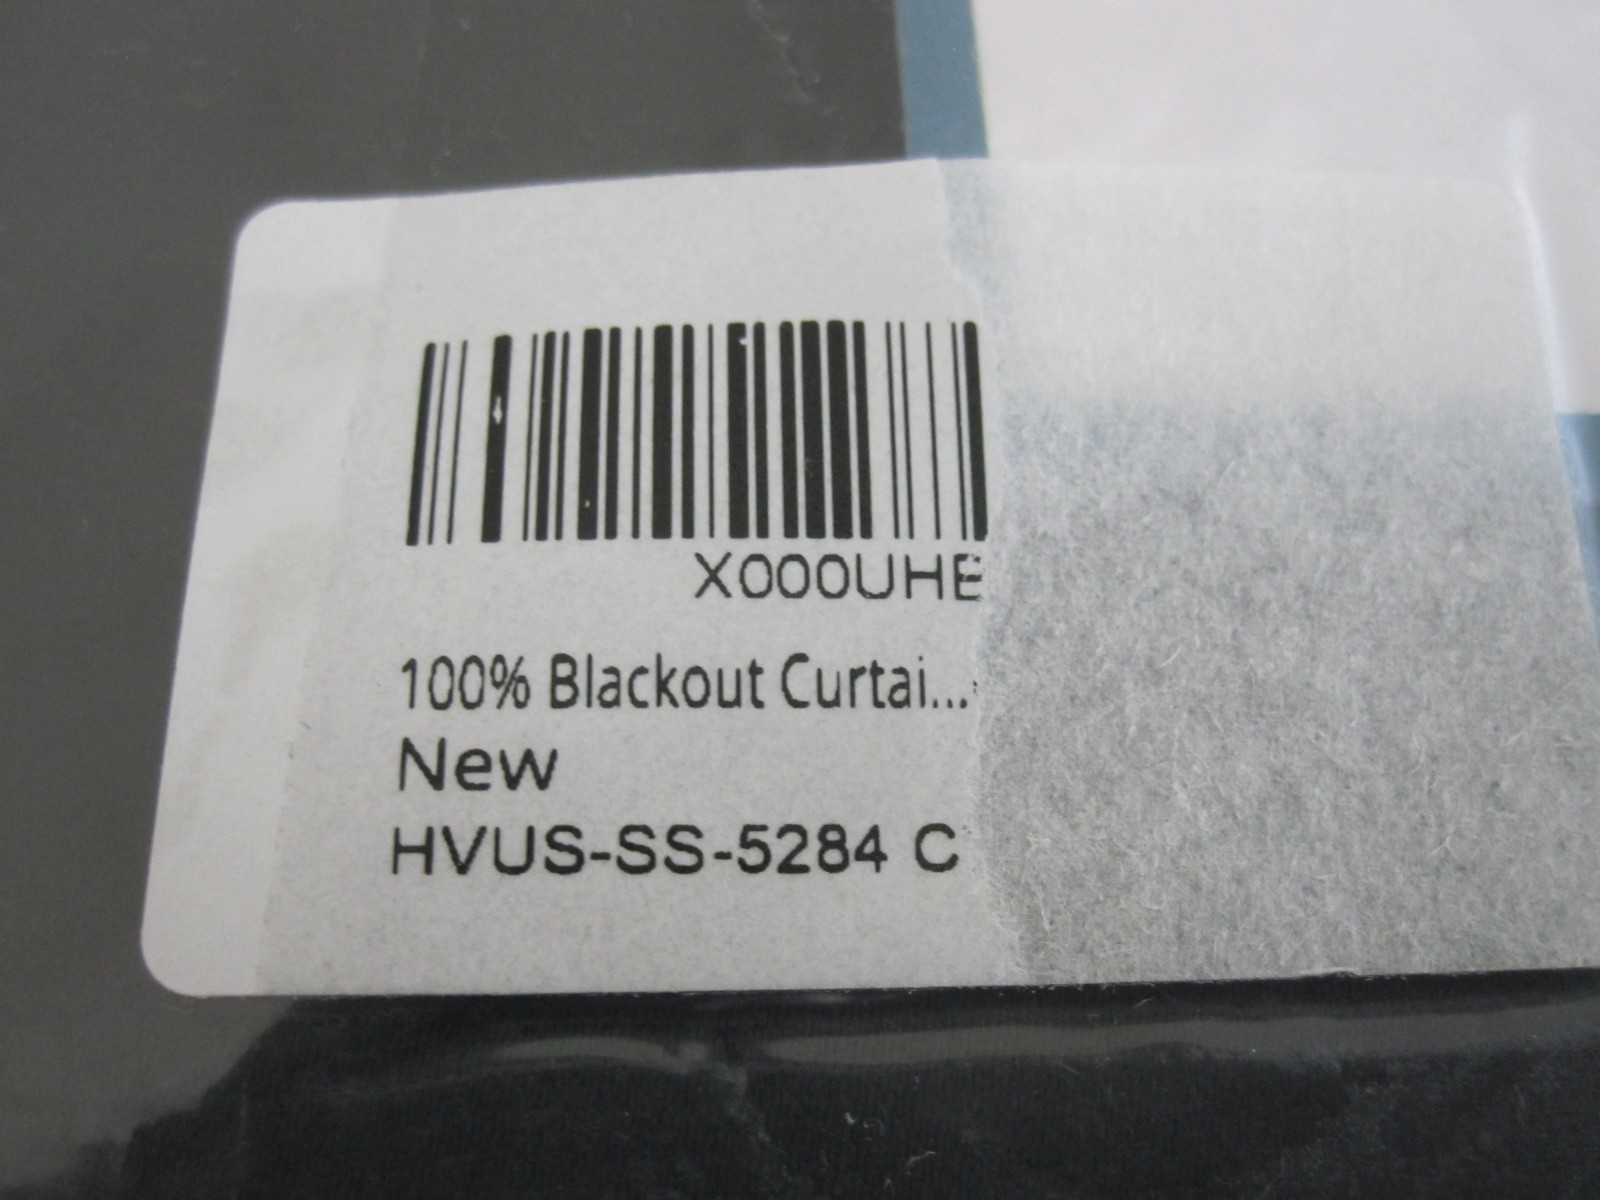 X000UHE
100% Blackout Curtai...
New
HVUS-SS-5284 C